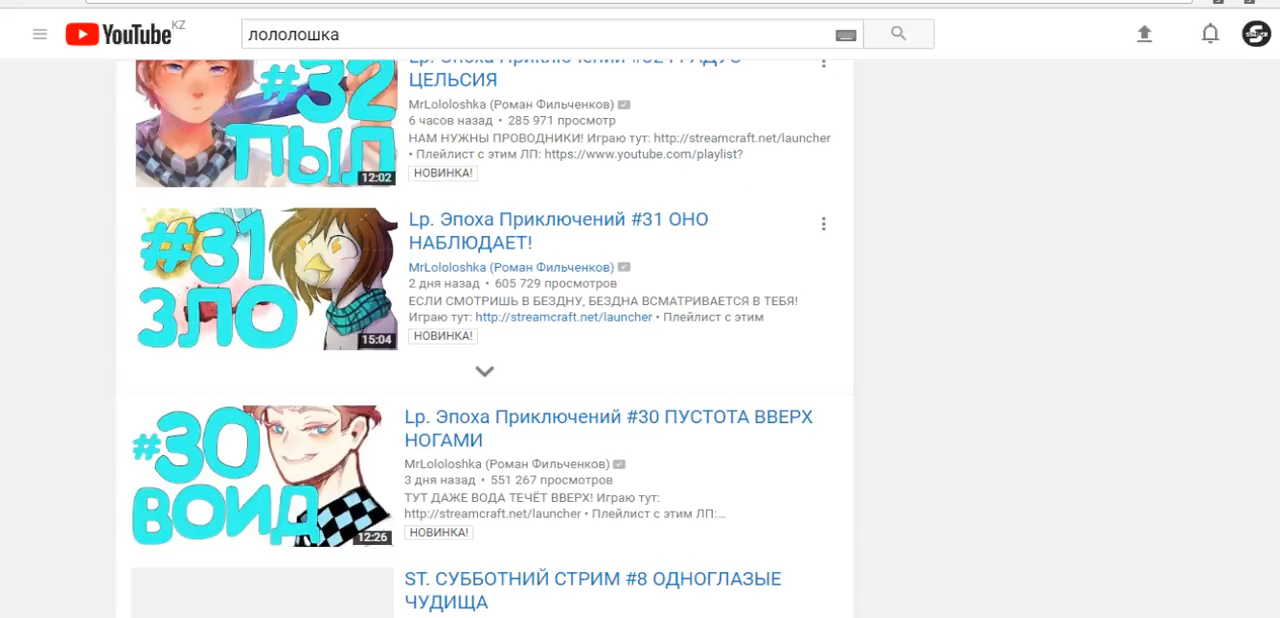 YouTube KZ
лололошка
Lp. Эпоха Приключений #32 ГРАДУС
ЦЕЛЬСИЯ
MrLololoshka (Роман Фильченков)
6 часов назад • 285 971 просмотр
НАМ НУЖНЫ ПРОВОДНИКИ! Играю тут: http://streamcraft.net/launcher
• Плейлист с этим ЛП: https://www.youtube.com/playlist?
НОВИНКА!
#32
ПЫЛ
12:02
Lp. Эпоха Приключений #31 ОНО
НАБЛЮДАЕТ!
MrLololoshka (Роман Фильченков)
2 дня назад • 605 729 просмотров
ЕСЛИ СМОТРИШЬ В БЕЗДНУ, БЕЗДНА ВСМАТРИВАЕТСЯ В ТЕБЯ!
Играю тут: http://streamcraft.net/launcher • Плейлист с этим
НОВИНКА!
#31
ЗЛО
15:04
Lp. Эпоха Приключений #30 ПУСТОТА ВВЕРХ
НОГАМИ
MrLololoshka (Роман Фильченков)
3 дня назад • 551 267 просмотров
ТУТ ДАЖЕ ВОДА ТЕЧЁТ ВВЕРХ! Играю тут:
http://streamcraft.net/launcher • Плейлист с этим ЛП:...
НОВИНКА!
#30
ВОИД
12:26
ST. СУББОТНИЙ СТРИМ #8 ОДНОГЛАЗЫЕ
ЧУДИЩА